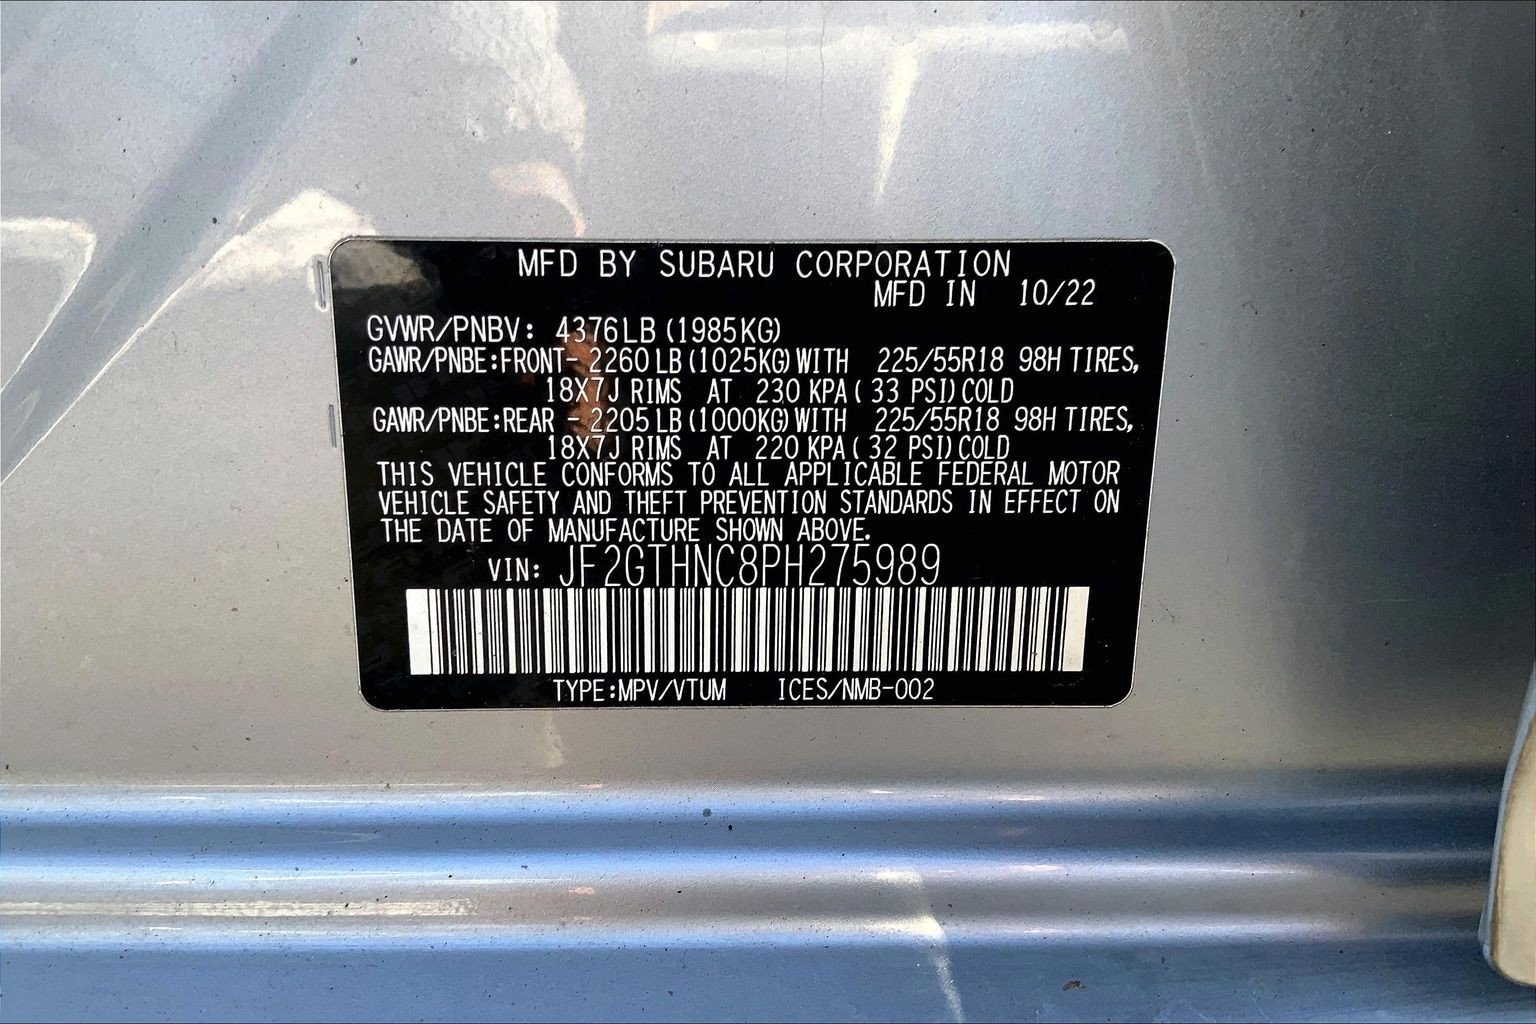 MFD BY SUBARU CORPORATION
MFD IN 10/22
GVWR/PNBV: 4376LB (1985KG)
GAWR/PNBE:FRONT- 2260LB (1025KG) WITH 225/55R18 98H TIRES,
18X7J RIMS AT 230 KPA( 33 PSI) COLD
GAWR/PNBE:REAR - 2205LB (1000KG) WITH 225/55R18 98H TIRES,
18X7J RIMS AT 220 KPA( 32 PSI) COLD
THIS VEHICLE CONFORMS TO ALL APPLICABLE FEDERAL MOTOR
VEHICLE SAFETY AND THEFT PREVENTION STANDARDS IN EFFECT ON
THE DATE OF MANUFACTURE SHOWN ABOVE.
VIN: JF2GTHNC8PH275989
TYPE:MPV/VTUM ICES/NMB-002